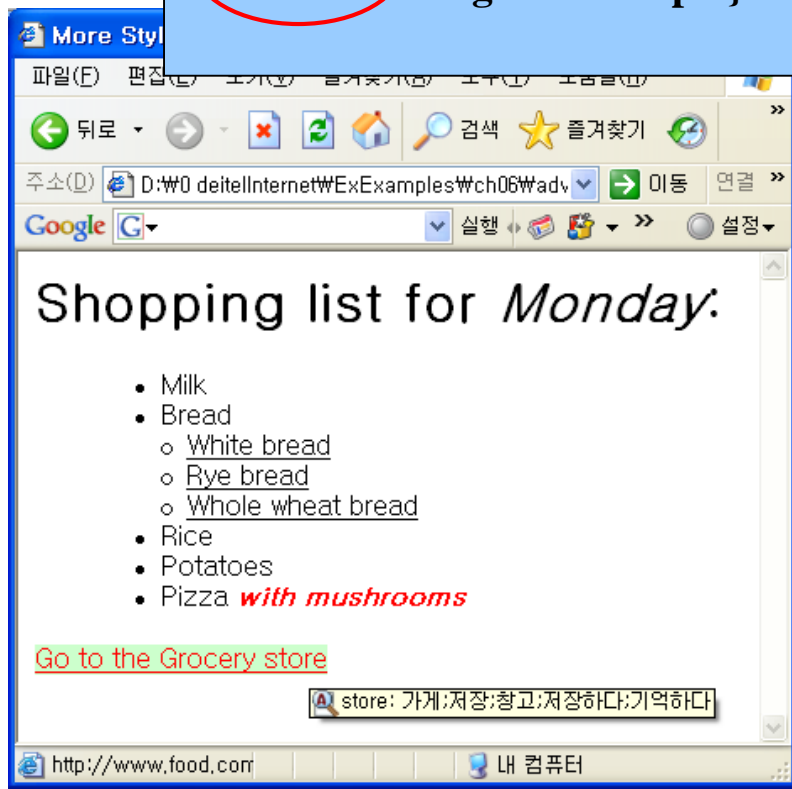 More Styl
파일(F)
뒤로 검색 즐겨찾기 »
주소(D) D:₩0 deitelInternet₩ExExamples₩ch06₩adv 이동 연결 »
Google G 실행 » 설정
Shopping list for Monday:
• Milk
• Bread
○ White bread
○ Rye bread
○ Whole wheat bread
• Rice
• Potatoes
• Pizza with mushrooms
Go to the Grocery store
store: 가게;저장;창고;저장하다;기억하다
http://www.food.com 내 컴퓨터